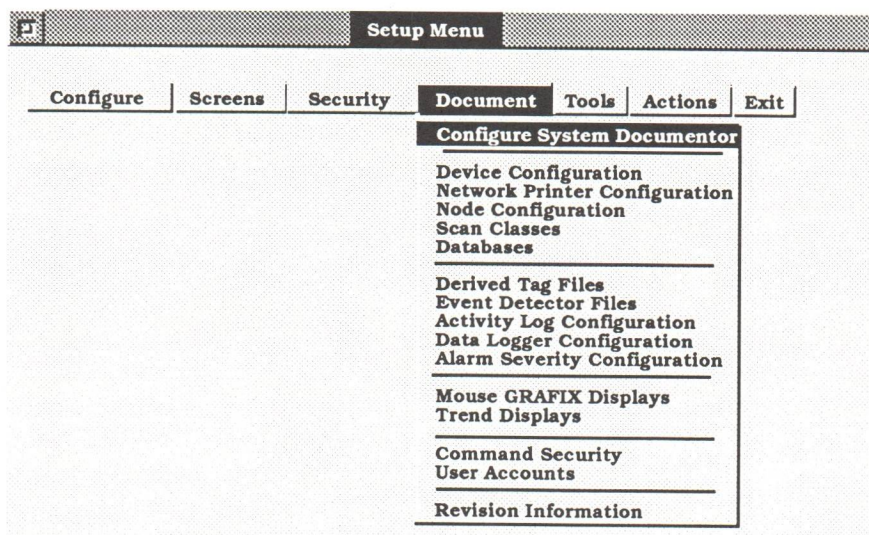 Setup Menu
Configure Screens Security Document Tools Actions Exit
Configure System Documentor
Device Configuration
Network Printer Configuration
Node Configuration
Scan Classes
Databases
Derived Tag Files
Event Detector Files
Activity Log Configuration
Data Logger Configuration
Alarm Severity Configuration
Mouse GRAFIX Displays
Trend Displays
Command Security
User Accounts
Revision Information